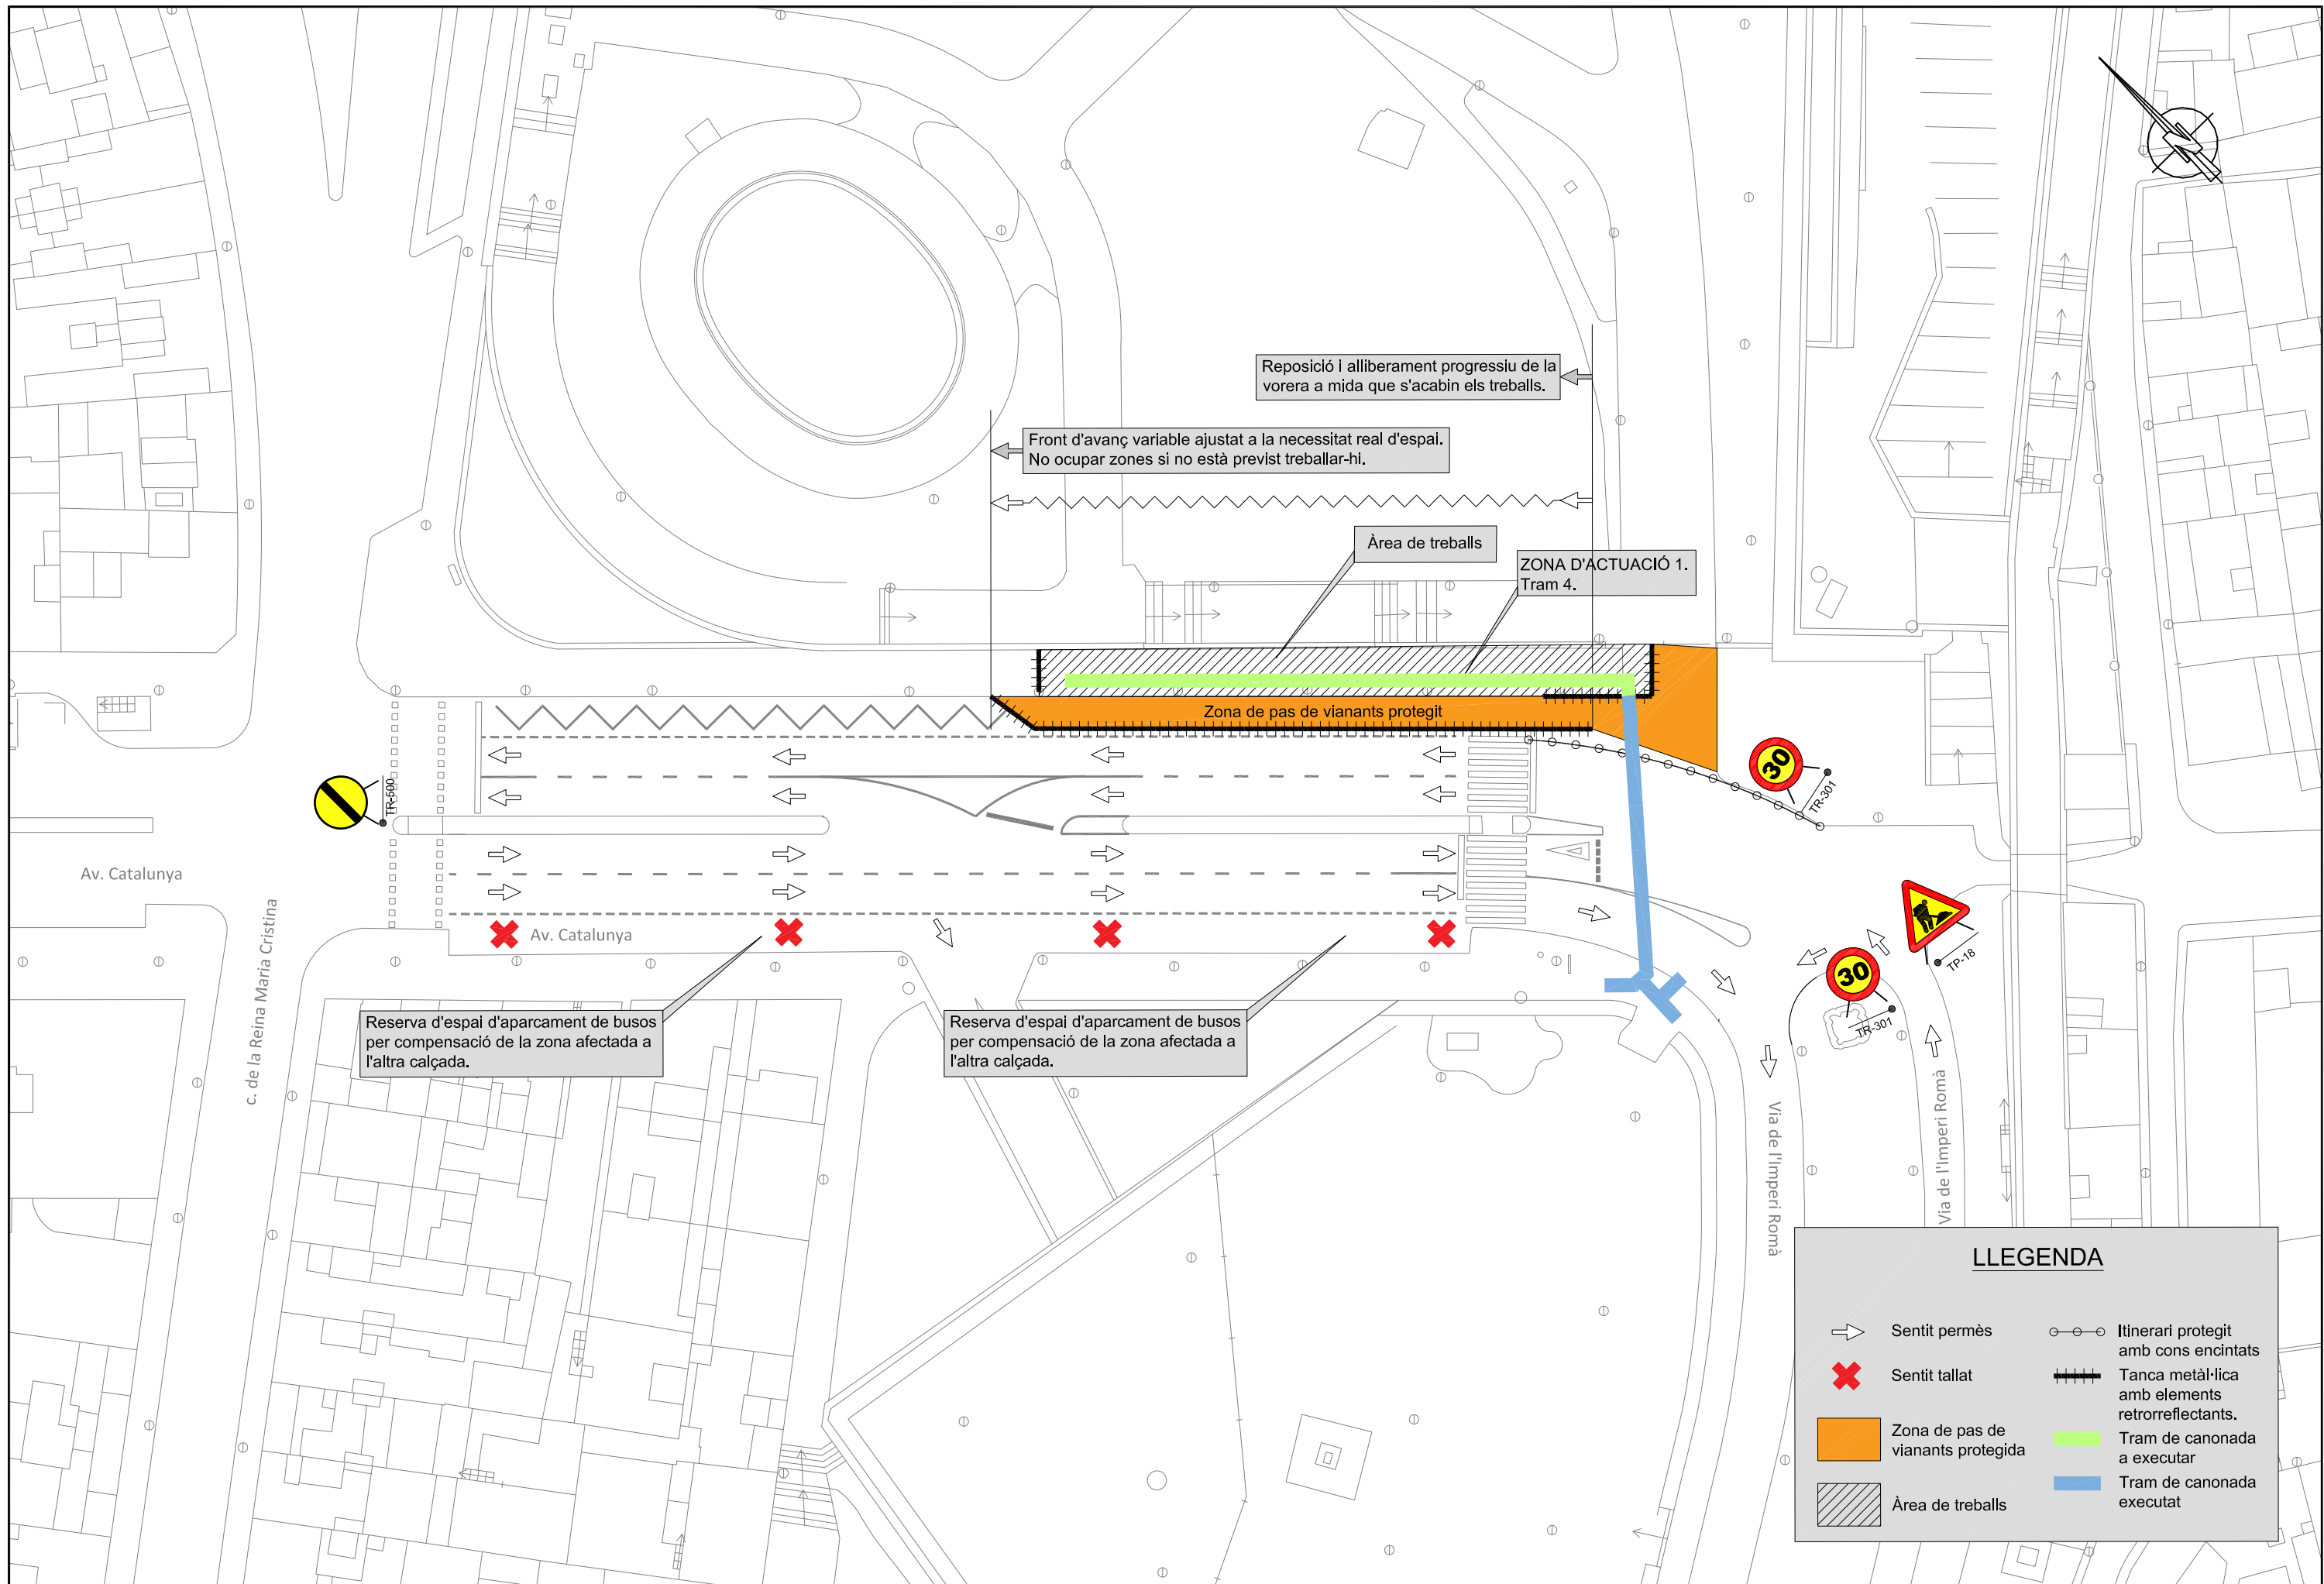 Reposició i alliberament progressiu de la
vorera a mida que s'acabin els treballs.
Front d'avanç variable ajustat a la necessitat real d'espai.
No ocupar zones si no està previst treballar-hi.
Àrea de treballs
ZONA D'ACTUACIÓ 1.
Tram 4.
Zona de pas de vianants protegit
TR-500
30
TR-301
Av. Catalunya
c. de la Reina Maria Cristina
Av. Catalunya
TP-18
30
TR-301
Reserva d'espai d'aparcament de busos
per compensació de la zona afectada a
l'altra calçada.
Reserva d'espai d'aparcament de busos
per compensació de la zona afectada a
l'altra calçada.
Via de l'Imperi Romà
Via de l'Imperi Romà
LLEGENDA
Sentit permès
Sentit tallat
Zona de pas de
vianants protegida
Àrea de treballs
Itinerari protegit
amb cons encintats
Tanca metàl·lica
amb elements
retrorreflectants.
Tram de canonada
a executar
Tram de canonada
executat